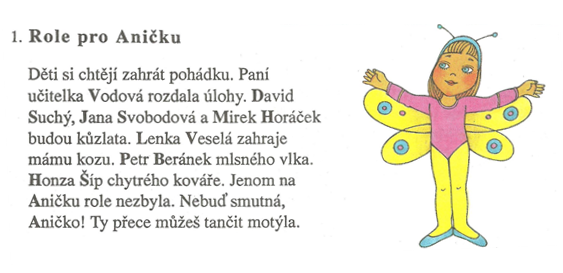 1. Role pro Aničku
Děti si chtějí zahrát pohádku. Paní
učitelka Vodová rozdala úlohy. David
Suchý, Jana Svobodová a Mirek Horáček
budou kůzlata. Lenka Veselá zahraje
mámu kozu. Petr Beránek mlsného vlka.
Honza Šíp chytrého kováře. Jenom na
Aničku role nezbyla. Nebuď smutná,
Aničko! Ty přece můžeš tančit motýla.